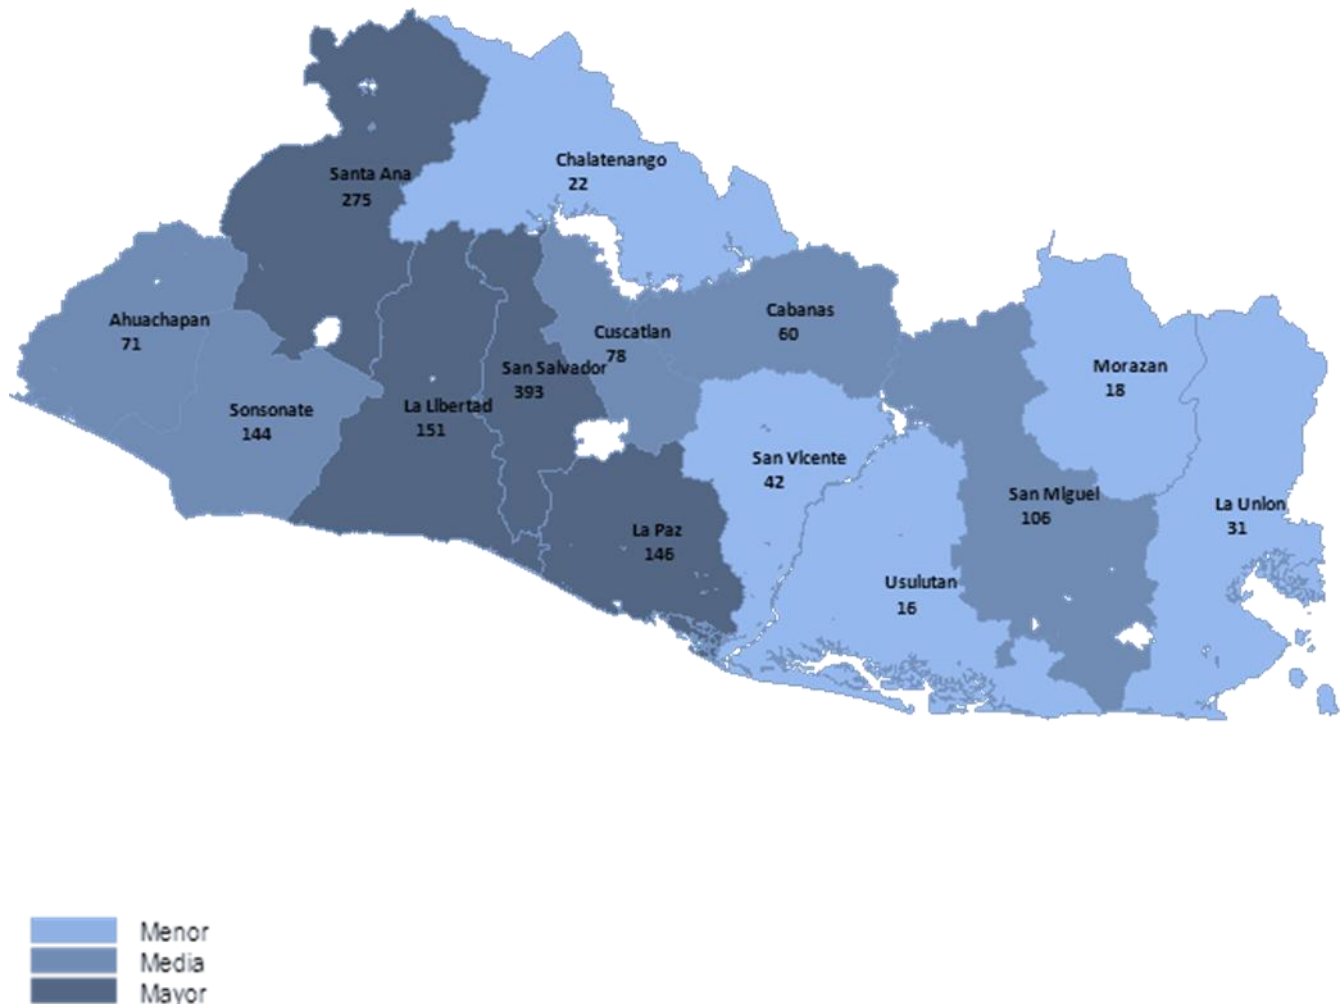 Chalatenango
22
Santa Ana
275
Ahuachapan
71
Cabanas
60
Cuscatlan
78
San Salvador
393
Morazan
18
Sonsonate
144
La LIbertad
151
San VIcente
42
San MIguel
106
La UnIon
31
La Paz
146
Usulutan
16
Menor
Media
Mayor